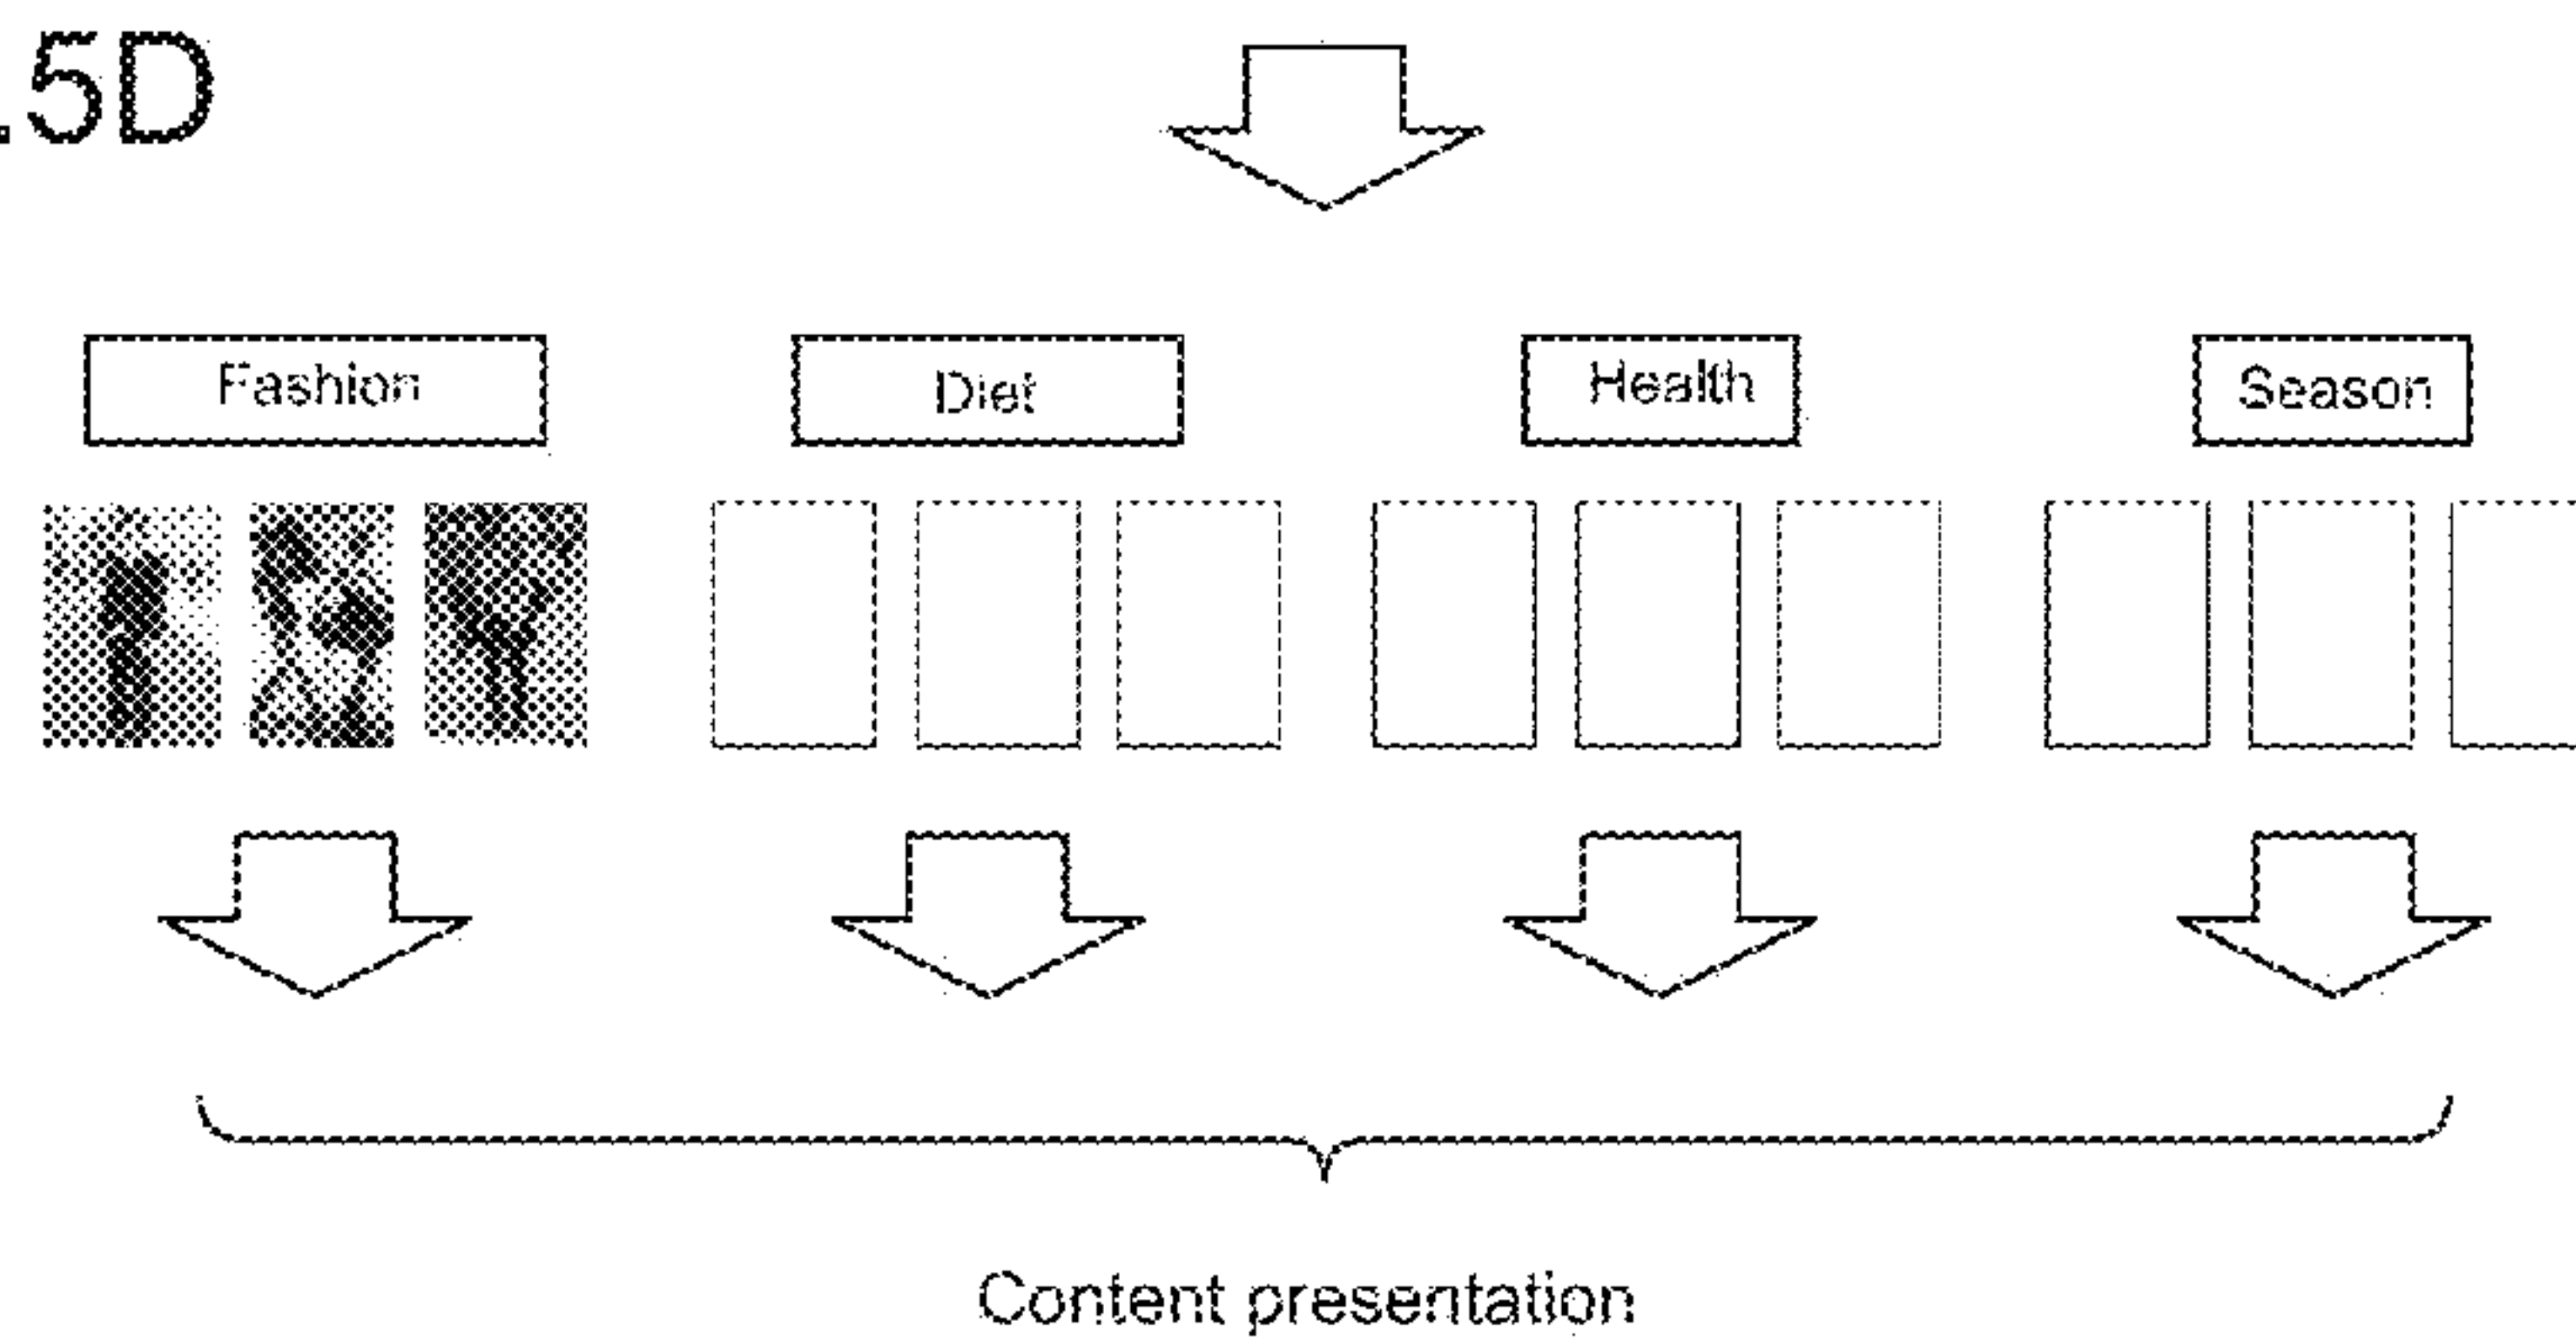 .5D
Fashion
Diet
Health
Season
Content presentation